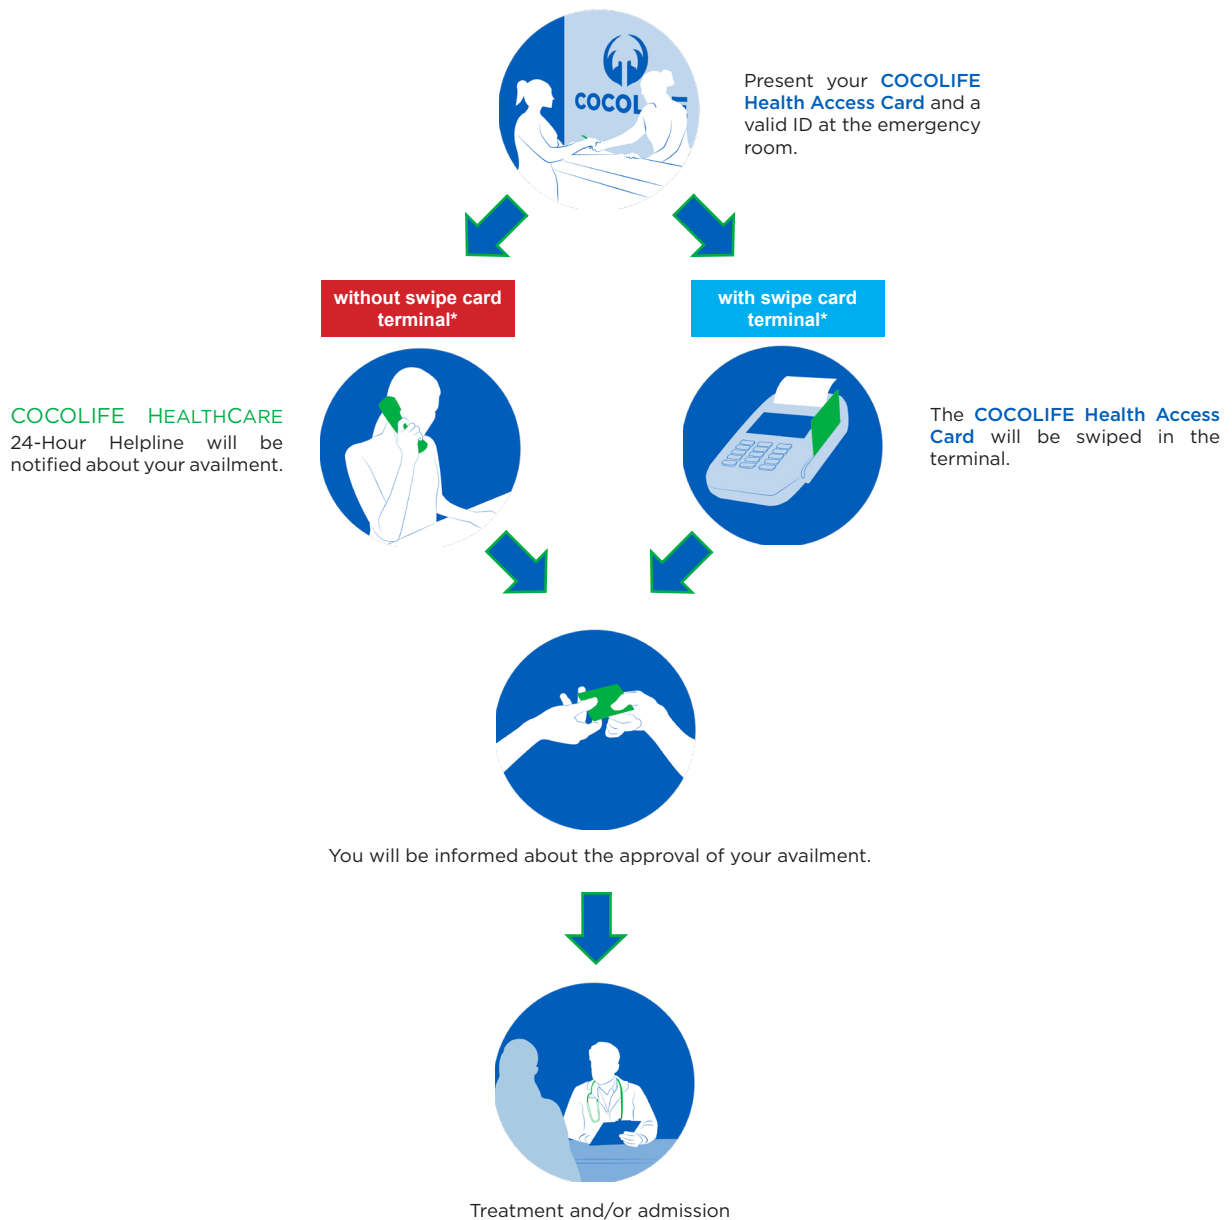 COCOL FE
Present your COCOLIFE
Health Access Card and a
valid ID at the emergency
room.
without swipe card
terminal*
with swipe card
terminal*
COCOLIFE HEALTHCARE
24-Hour Helpline will be
notified about your availment.
The COCOLIFE Health Access
Card will be swiped in the
terminal.
You will be informed about the approval of your availment.
Treatment and/or admission